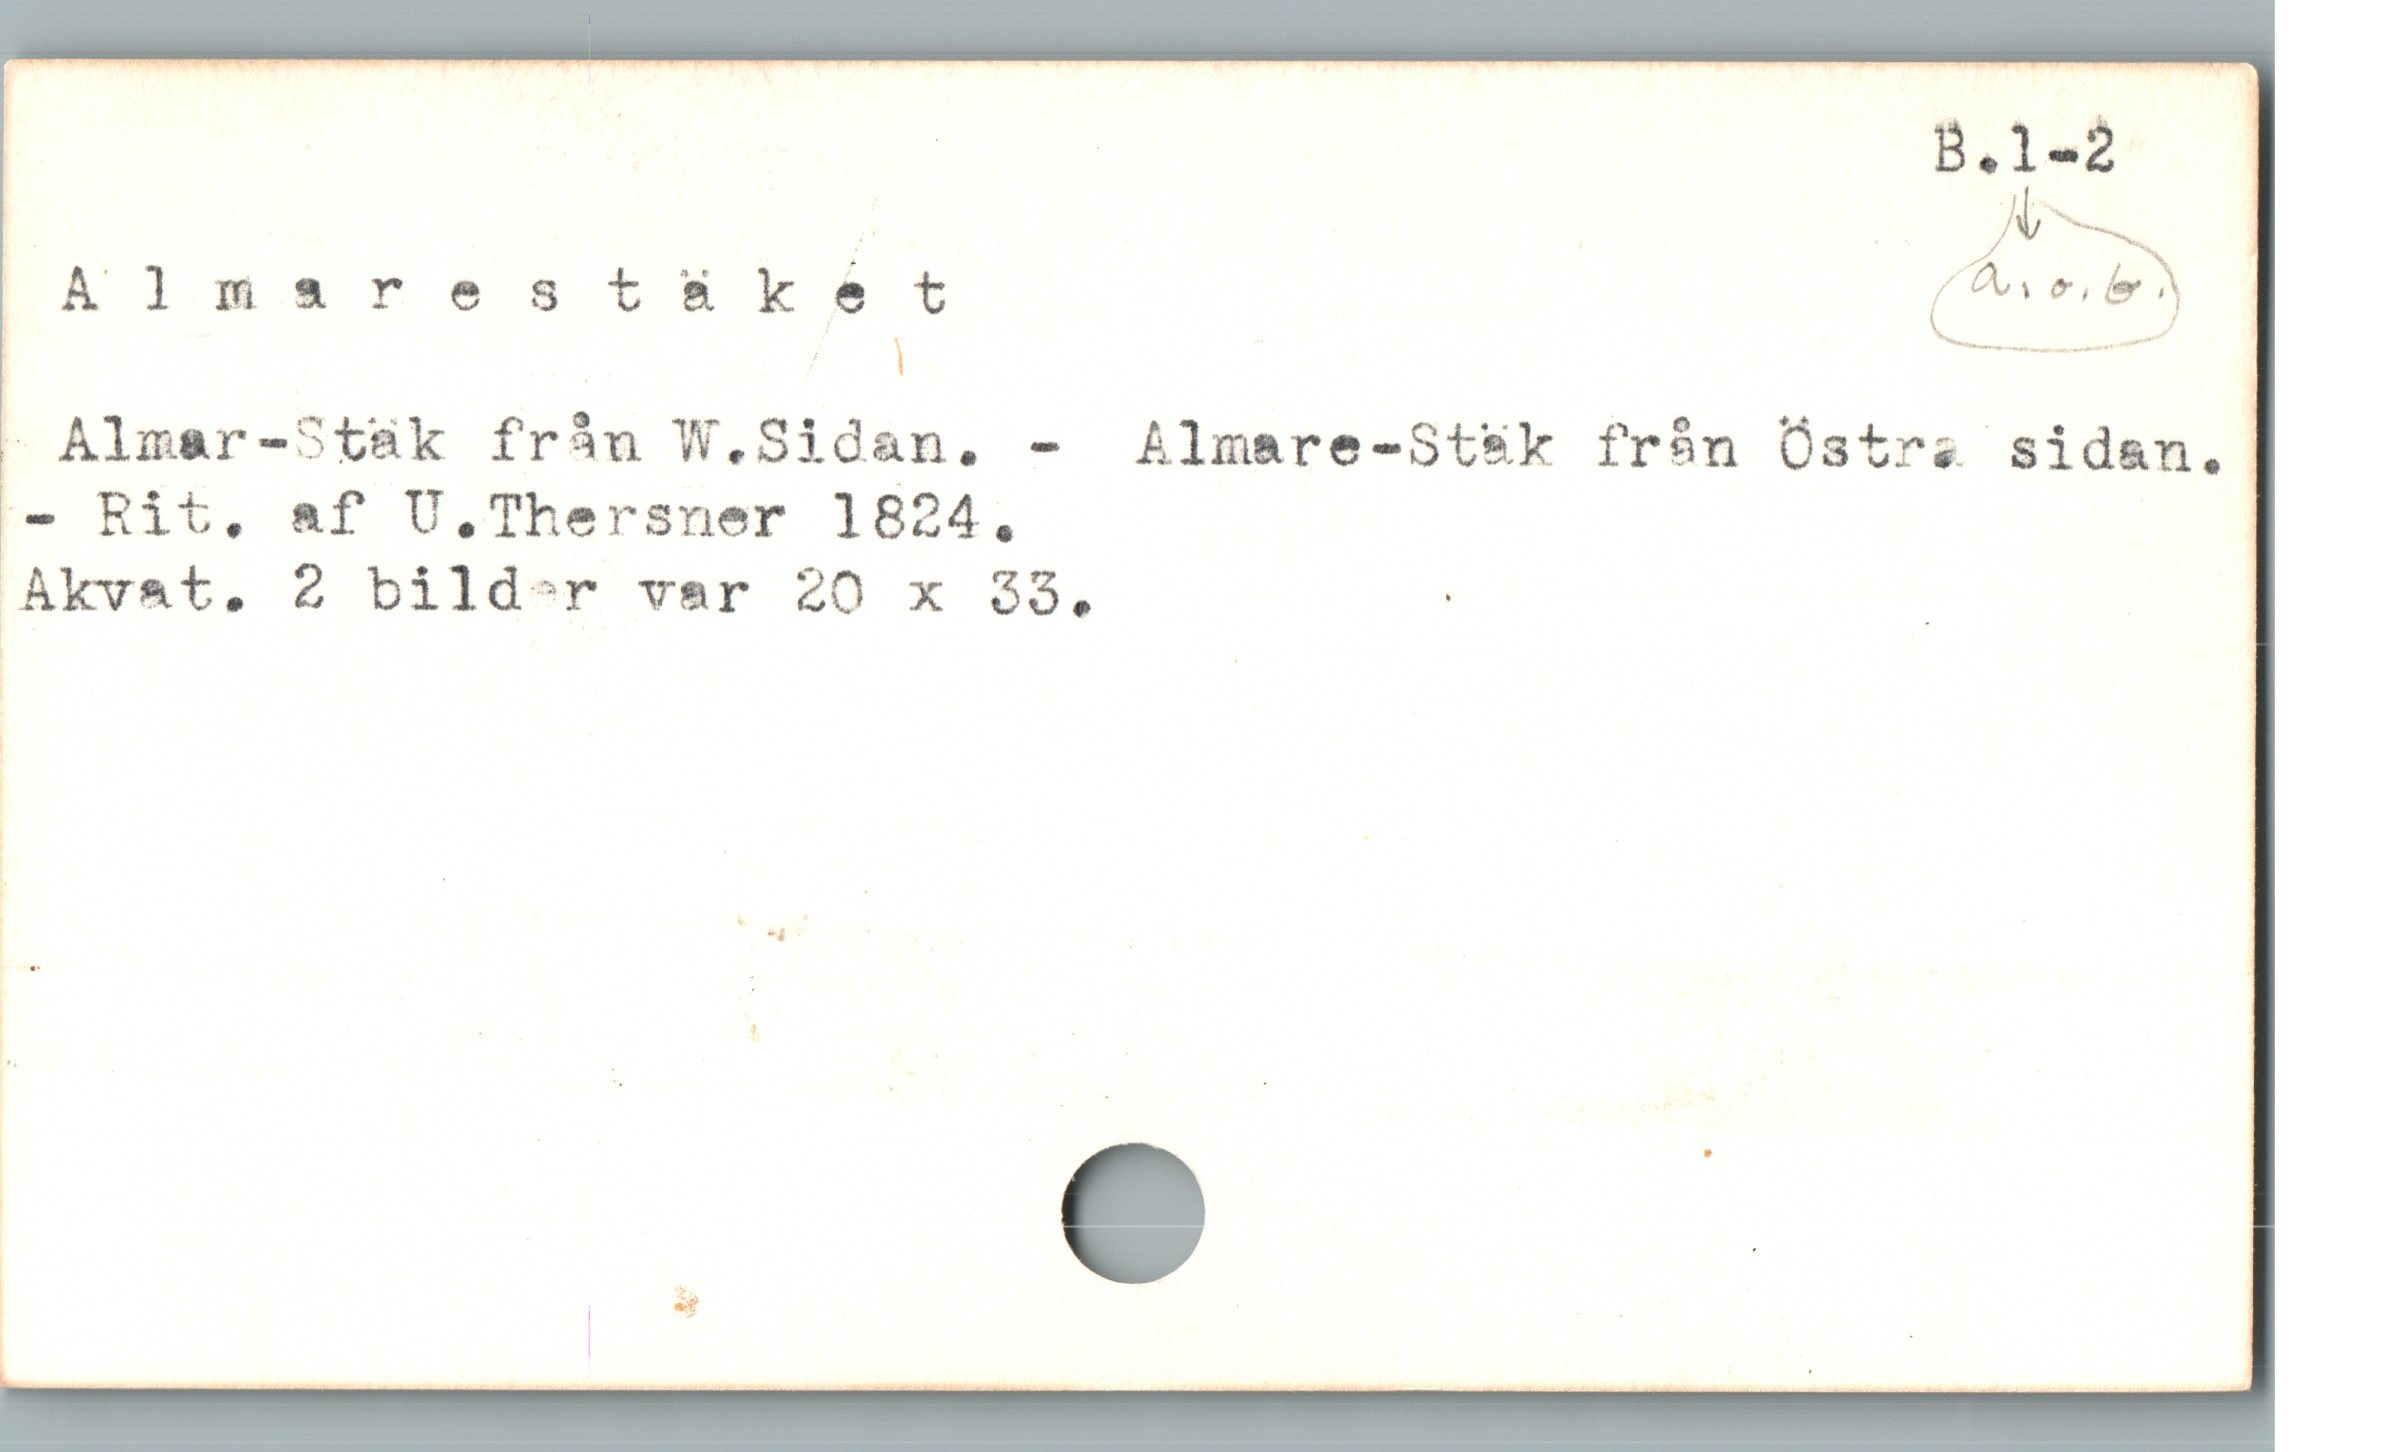 B.1-2
a.o.b.
Almarestäket
Almar-Stäk från W.Sidan. - Almare-Stäk från Östra sidan.
- Rit. af U.Thersner 1824.
Akvat. 2 bilder var 20 x 33.